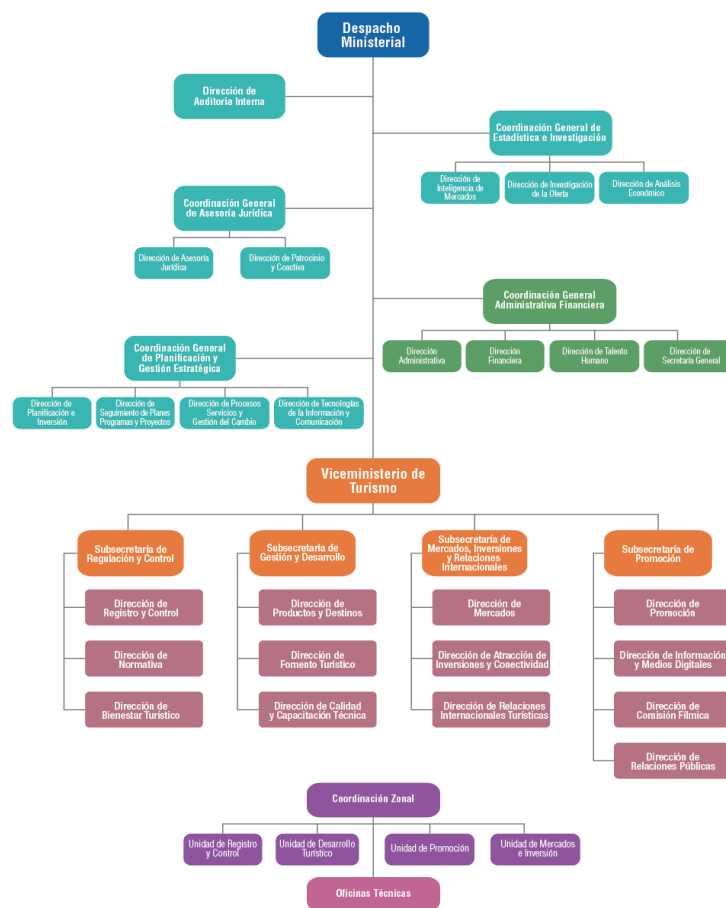 Despacho
Ministerial
Dirección de
Auditoría Interna
Coordinación General de
Estadística e Investigación
Dirección de
Inteligencia de
Mercados
Dirección de Investigación
de la Oferta
Dirección de Análisis
Económico
Coordinación General
de Asesoría Jurídica
Dirección de Asesoría
Jurídica
Dirección de Patrocinio
y Coactiva
Coordinación General
Administrativa Financiera
Dirección
Administrativa
Dirección
Financiera
Dirección de Talento
Humano
Dirección de
Secretaría General
Coordinación General
de Planificación y
Gestión Estratégica
Dirección de
Planificación e
Inversión
Dirección de
Seguimiento de Planes
Programas y Proyectos
Dirección de Procesos
Servicios y
Gestión del Cambio
Dirección de Tecnologías
de la Información y
Comunicación
Viceministerio de
Turismo
Subsecretaría de
Regulación y Control
Subsecretaría de
Gestión y Desarrollo
Subsecretaría de
Mercados, Inversiones
y Relaciones
Internacionales
Subsecretaría de
Promoción
Dirección de
Registro y Control
Dirección de
Productos y Destinos
Dirección de
Mercados
Dirección de
Promoción
Dirección de
Normativa
Dirección de
Fomento Turístico
Dirección de Atracción de
Inversiones y Conectividad
Dirección de Información
y Medios Digitales
Dirección de
Bienestar Turístico
Dirección de Calidad
y Capacitación Técnica
Dirección de Relaciones
Internacionales Turísticas
Dirección de
Comisión Fílmica
Dirección de
Relaciones Públicas
Coordinación Zonal
Unidad de Registro
y Control
Unidad de Desarrollo
Turístico
Unidad de Promoción
Unidad de Mercados
e Inversión
Oficinas Técnicas